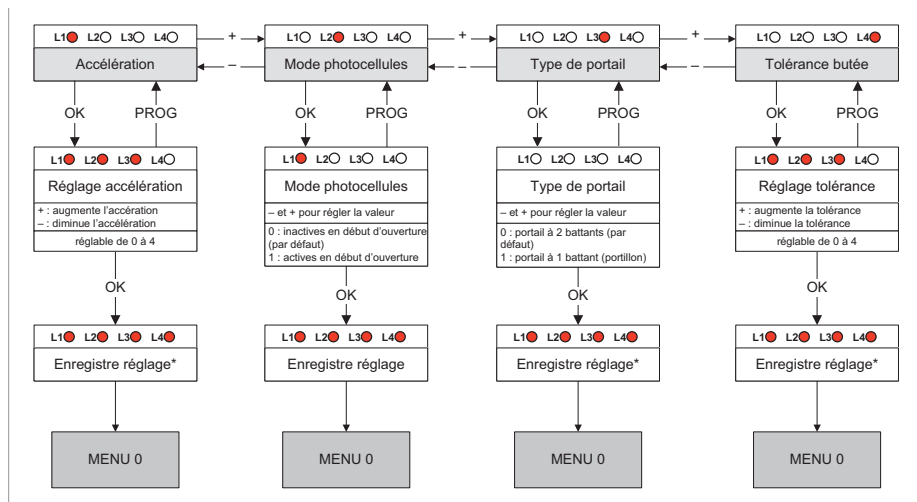 L1 L2 L3 L4
+
L1 L2 L3 L4
+
L1 L2 L3 L4
+
L1 L2 L3 L4
Accélération
–
Mode photocellules
–
Type de portail
–
Tolérance butée
OK PROG
OK PROG
OK PROG
OK PROG
L1 L2 L3 L4
Réglage accélération
+ : augmente l'accération
– : diminue l'accélération
réglable de 0 à 4
L1 L2 L3 L4
Mode photocellules
– et + pour régler la valeur
0 : inactives en début d'ouverture
(par défaut)
1 : actives en début d'ouverture
L1 L2 L3 L4
Type de portail
– et + pour régler la valeur
0 : portail à 2 battants (par
défaut)
1 : portail à 1 battant (portillon)
L1 L2 L3 L4
Réglage tolérance
+ : augmente la tolérance
– : diminue la tolérance
réglable de 0 à 4
OK
OK
OK
OK
L1 L2 L3 L4
Enregistre réglage*
L1 L2 L3 L4
Enregistre réglage
L1 L2 L3 L4
Enregistre réglage*
L1 L2 L3 L4
Enregistre réglage*
MENU 0
MENU 0
MENU 0
MENU 0